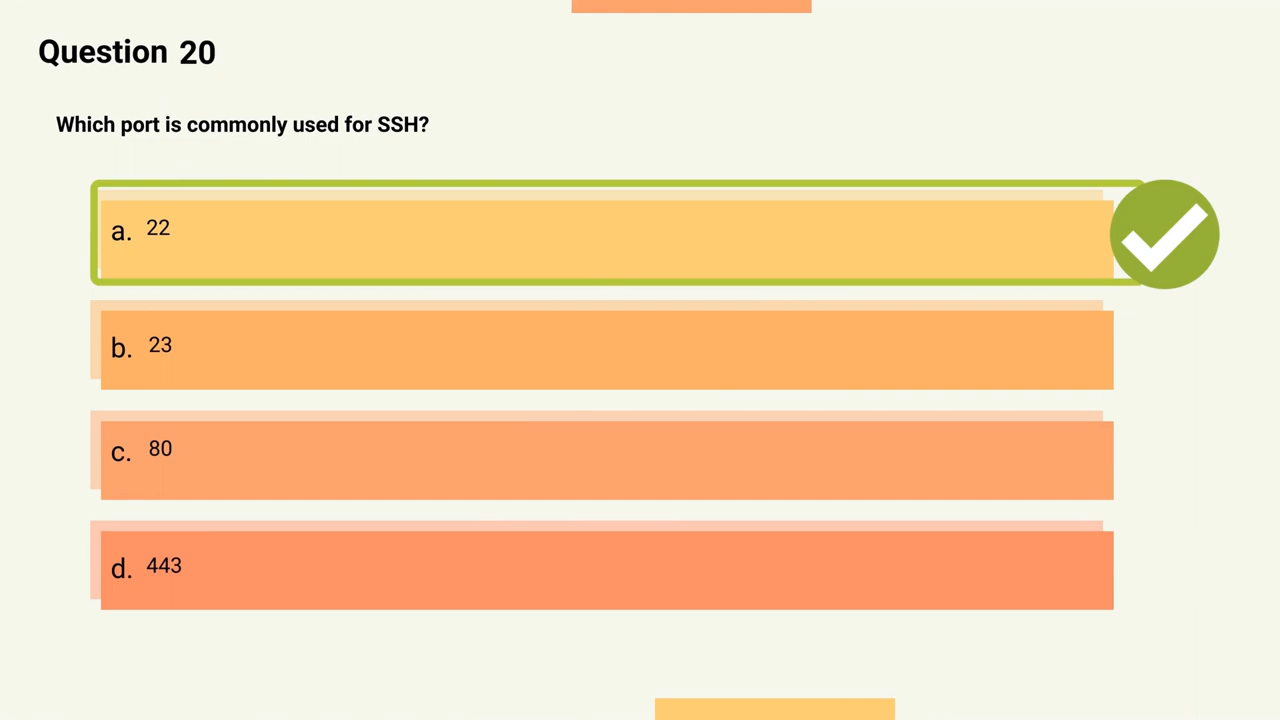 Question 20
Which port is commonly used for SSH?
a. 22
b. 23
c. 80
d. 443